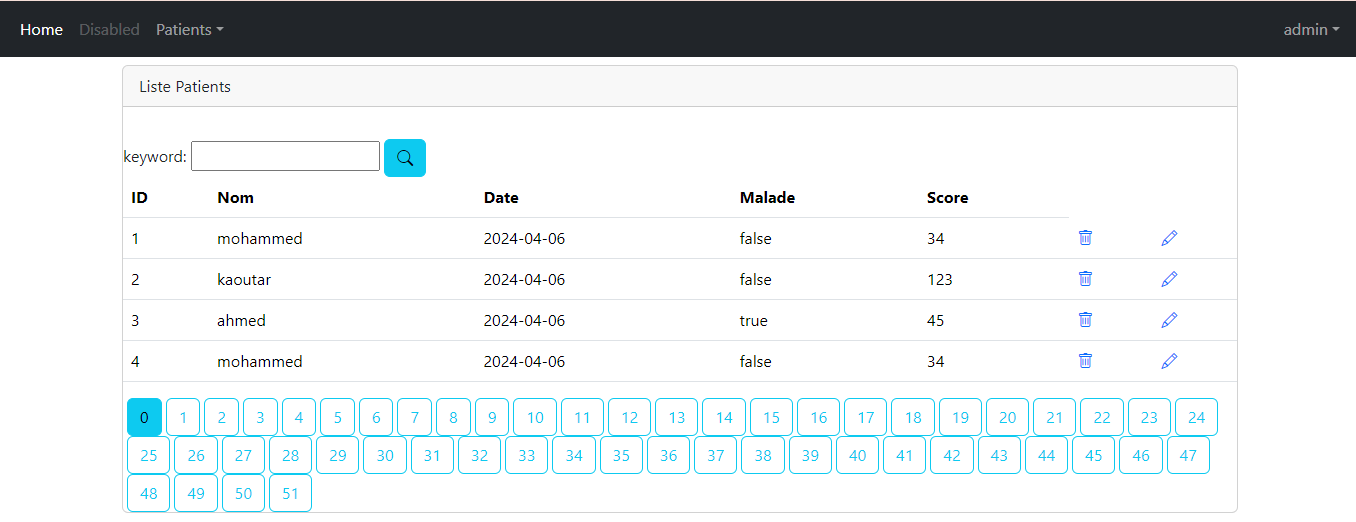 Home Disabled Patients admin
Liste Patients
keyword:
ID Nom Date Malade Score
1 mohammed 2024-04-06 false 34
2 kaoutar 2024-04-06 false 123
3 ahmed 2024-04-06 true 45
4 mohammed 2024-04-06 false 34
0 1 2 3 4 5 6 7 8 9 10 11 12 13 14 15 16 17 18 19 20 21 22 23 24
25 26 27 28 29 30 31 32 33 34 35 36 37 38 39 40 41 42 43 44 45 46 47
48 49 50 51